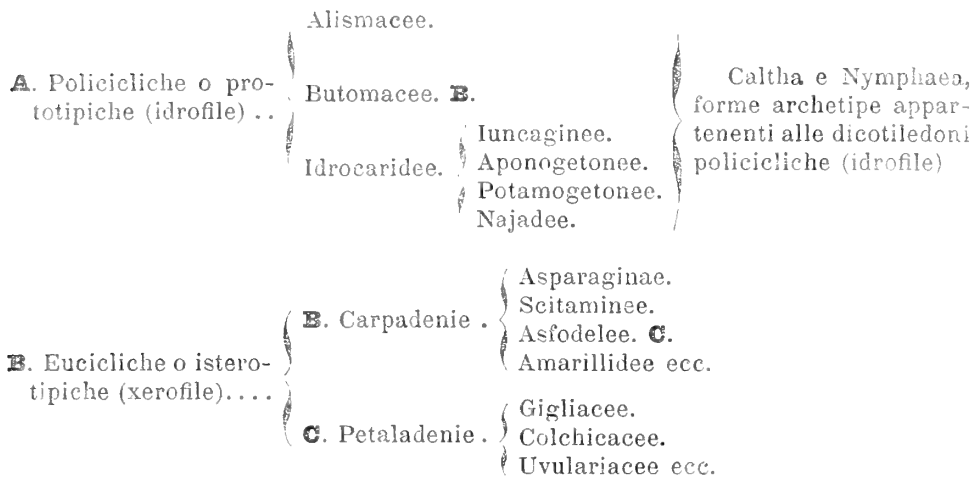 Alismacee.
A. Policicliche o pro-
totipiche (idrofile) ..
Butomacee. B.
Idrocaridee.
Iuncaginee.
Aponogetonee.
Potamogetonee.
Najadee.
Caltha e Nymphaea,
forme archetipe appar-
tenenti alle dicotiledoni
policicliche (idrofile)
B. Eucicliche o istero-
tipiche (xerofile)....
B. Carpadenie .
Asparaginae.
Scitaminee.
Asfodelee. C.
Amarillidee ecc.
C. Petaladenie .
Gigliacee.
Colchicacee.
Uvulariacee ecc.